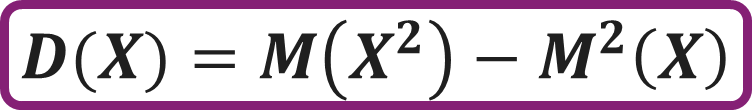 D(X) = M(X²) − M²(X)